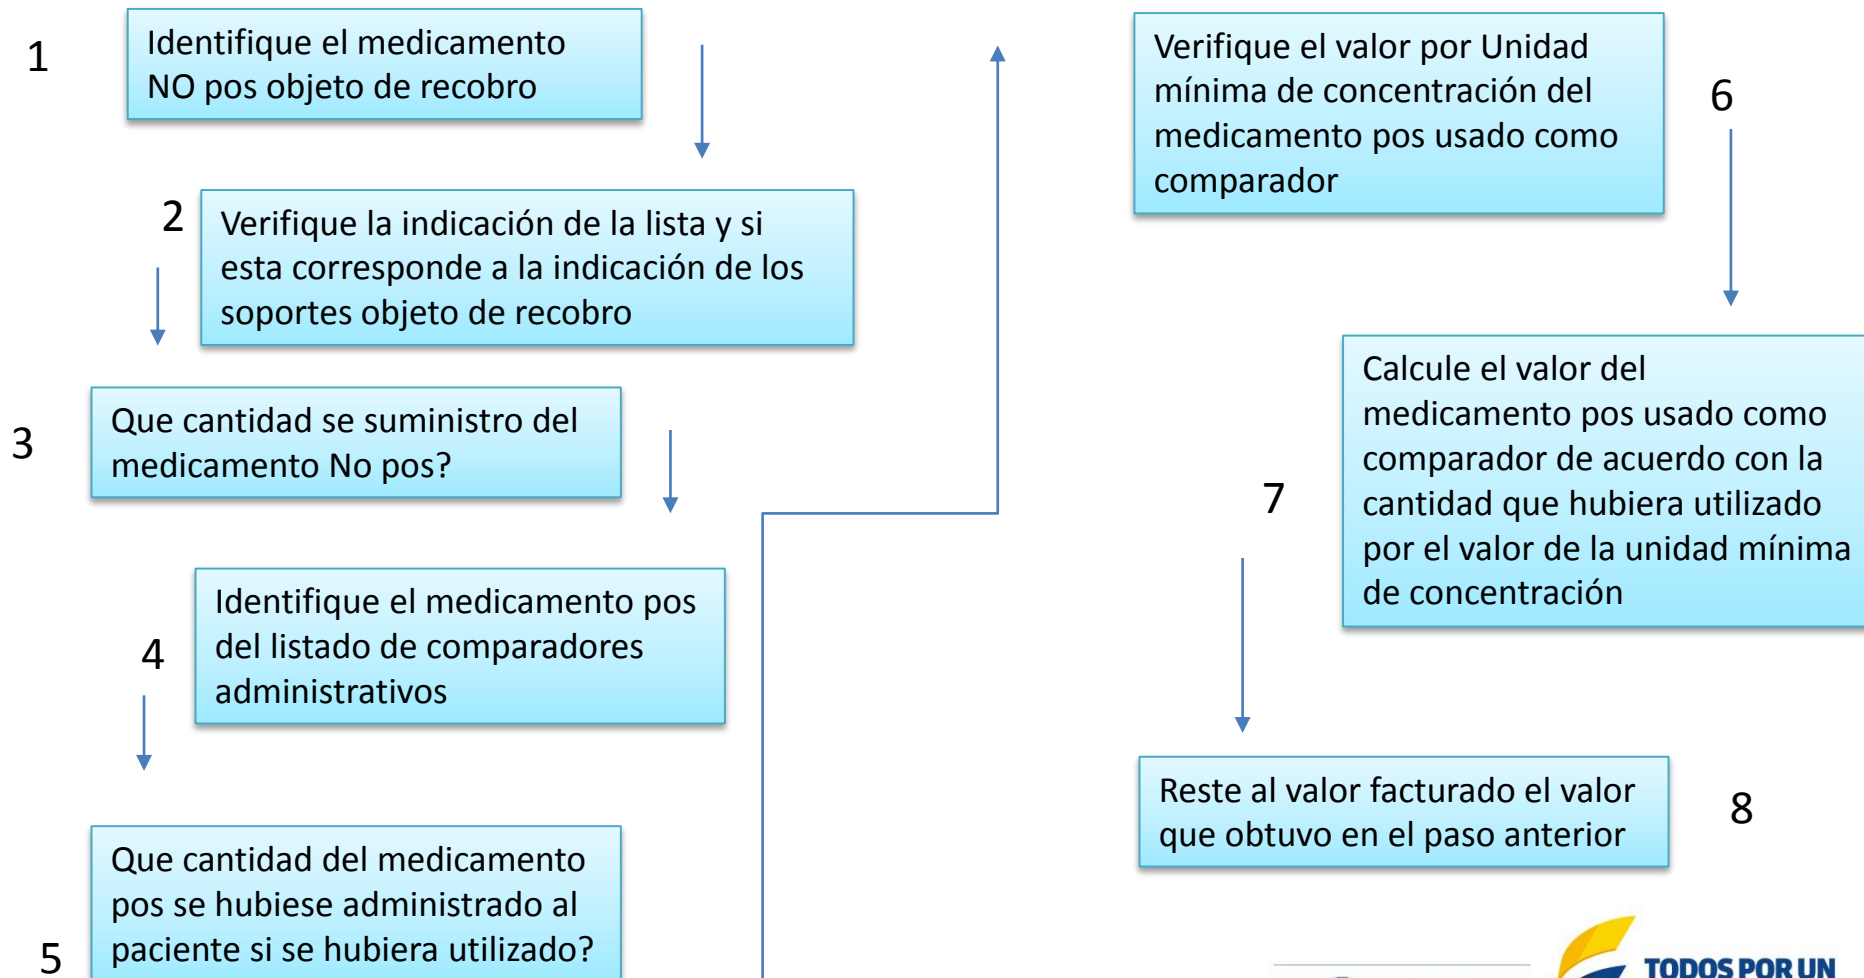 1
Identifique el medicamento
NO pos objeto de recobro
2
Verifique la indicación de la lista y si
esta corresponde a la indicación de los
soportes objeto de recobro
3
Que cantidad se suministro del
medicamento No pos?
4
Identifique el medicamento pos
del listado de comparadores
administrativos
5
Que cantidad del medicamento
pos se hubiese administrado al
paciente si se hubiera utilizado?
Verifique el valor por Unidad
mínima de concentración del
medicamento pos usado como
comparador
6
Calcule el valor del
medicamento pos usado como
comparador de acuerdo con la
cantidad que hubiera utilizado
por el valor de la unidad mínima
de concentración
7
Reste al valor facturado el valor
que obtuvo en el paso anterior
8
TODOS POR UN